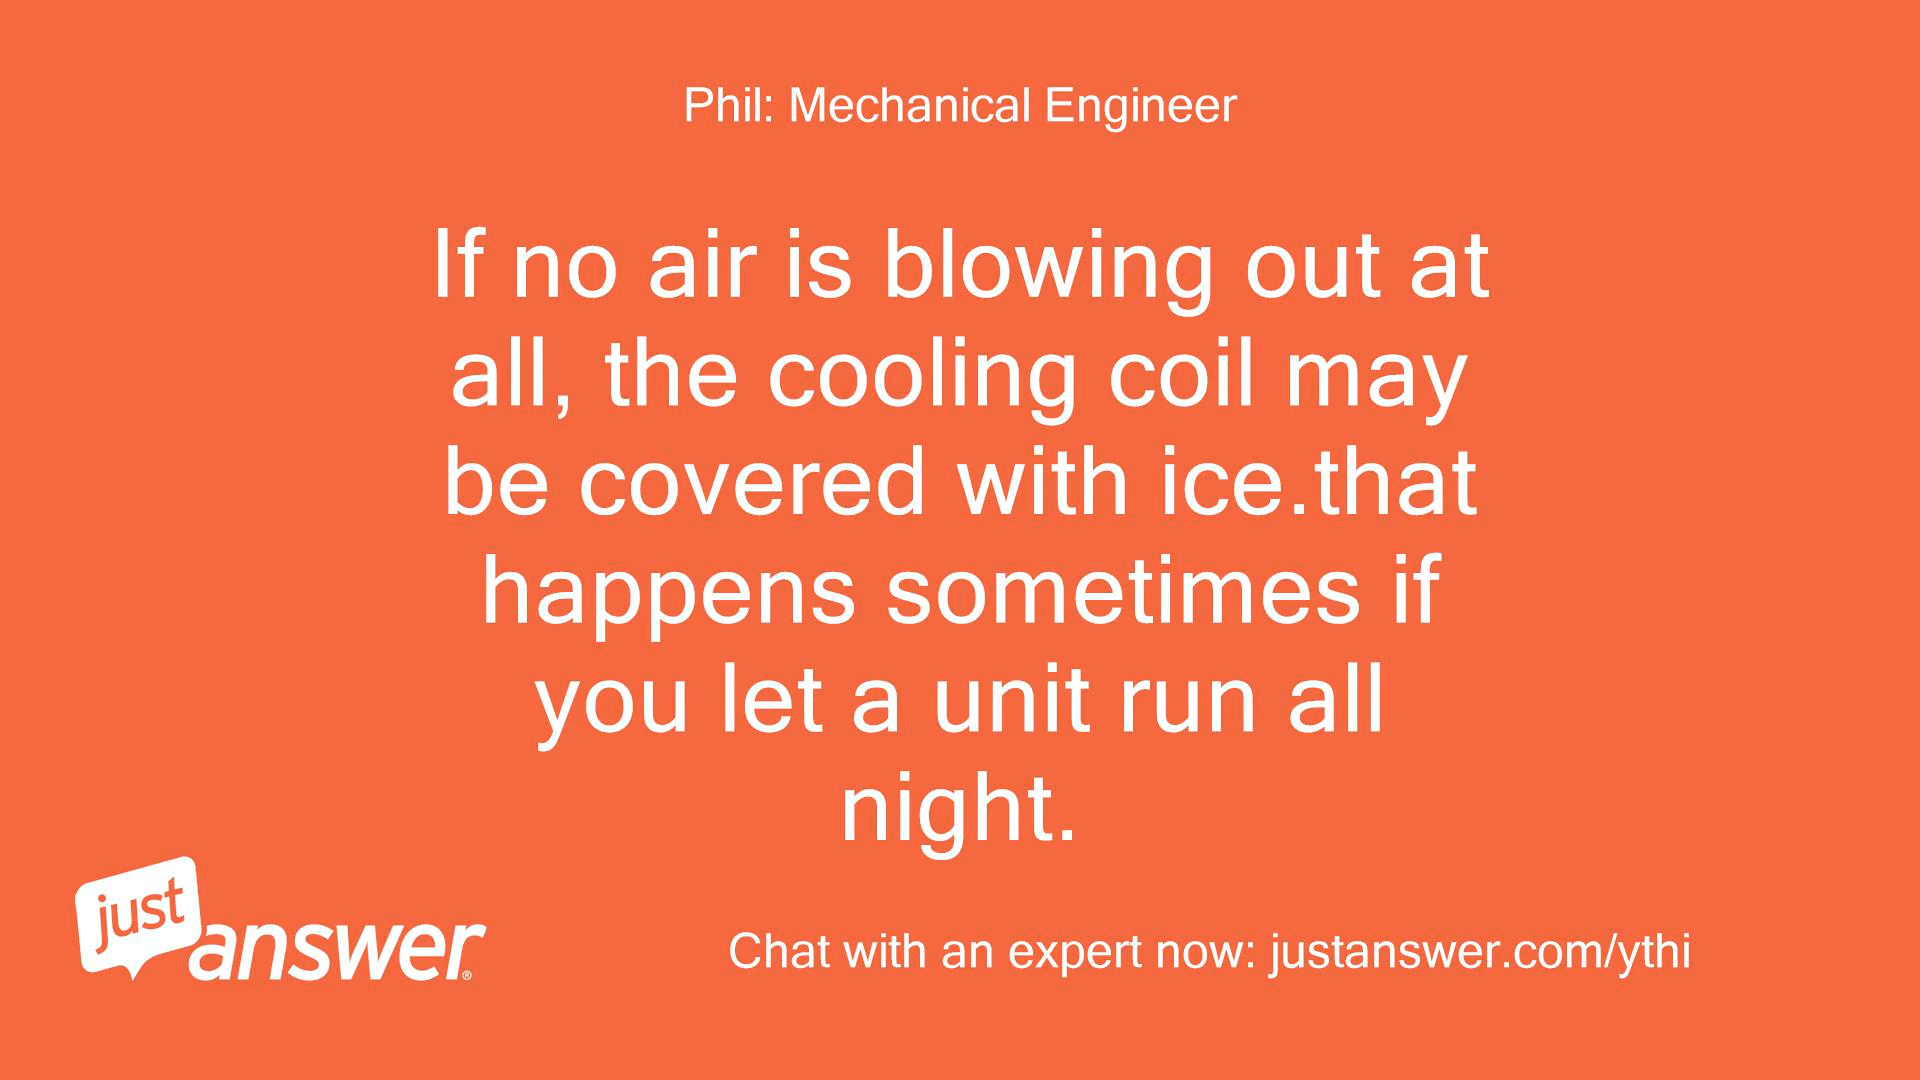 Phil: Mechanical Engineer
If no air is blowing out at
all, the cooling coil may
be covered with ice.that
happens sometimes if
you let a unit run all
night.
just
answer®
Chat with an expert now: justanswer.com/ythi